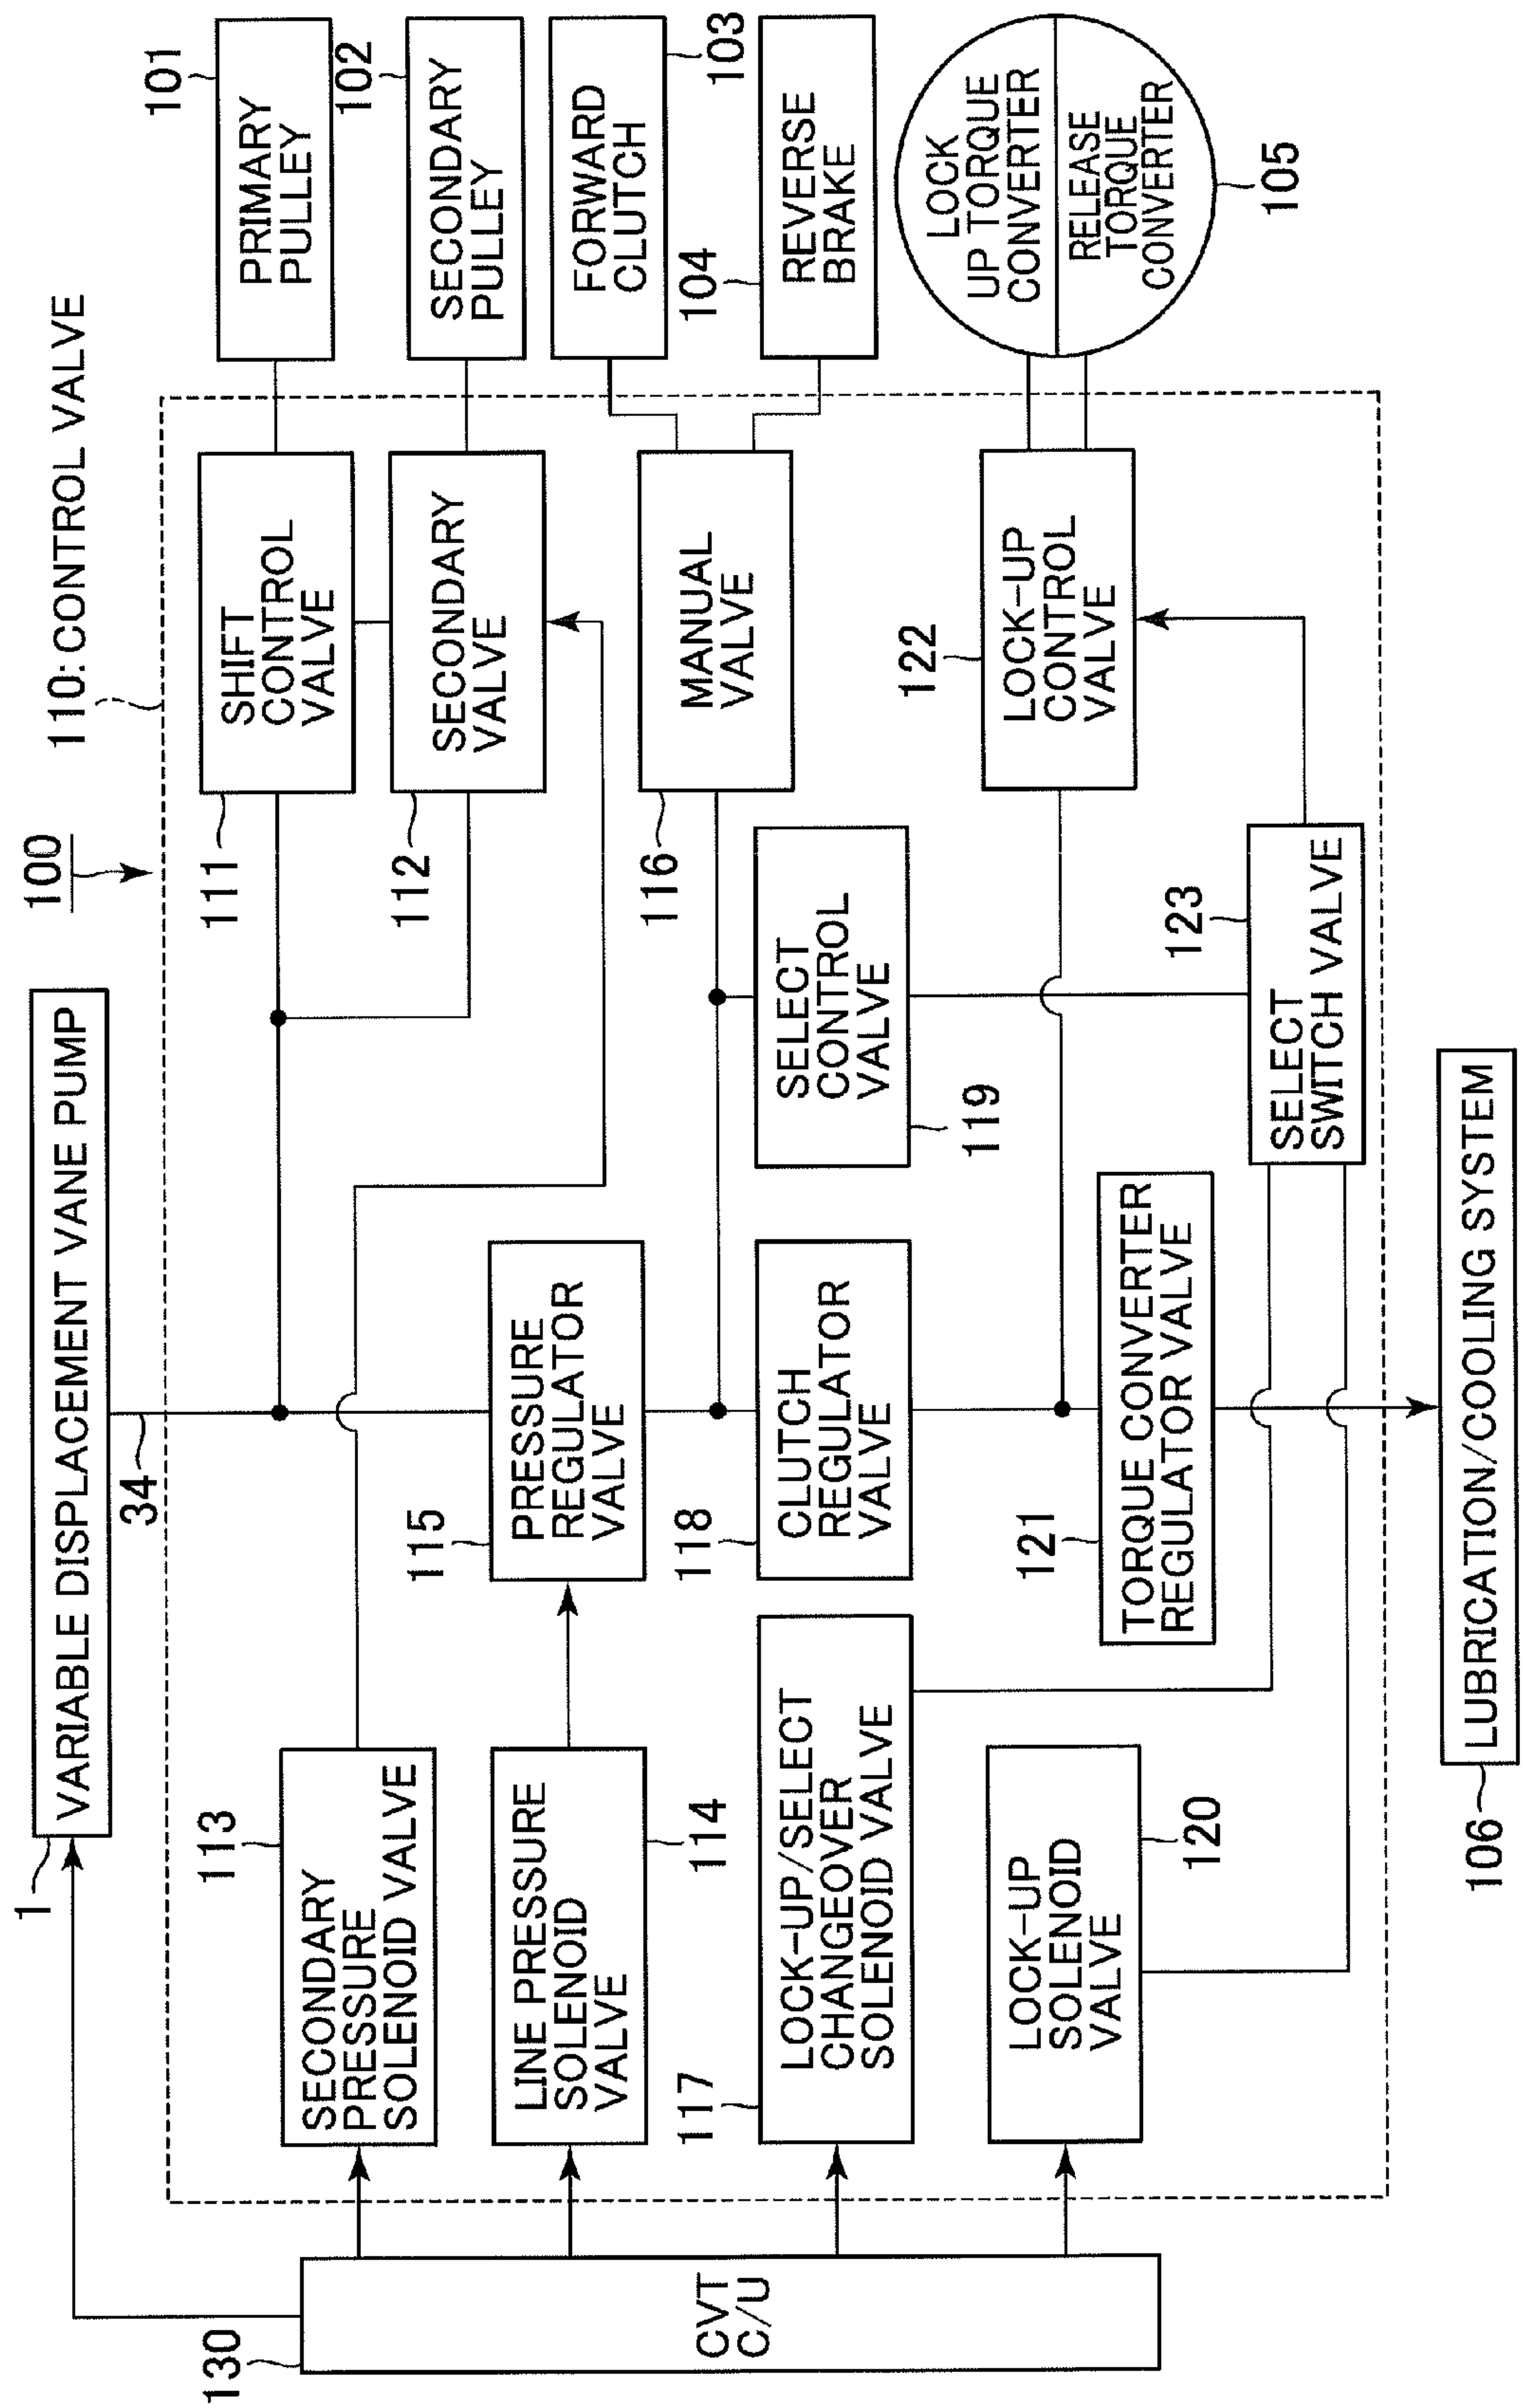 100
110: CONTROL VALVE
1
VARIABLE DISPLACEMENT VANE PUMP
34
130
CVT
C/U
113
SECONDARY
PRESSURE
SOLENOID VALVE
LINE PRESSURE
SOLENOID
VALVE
114
117
LOCK-UP/SELECT
CHANGEOVER
SOLENOID VALVE
LOCK-UP
SOLENOID
VALVE
120
115
PRESSURE
REGULATOR
VALVE
118
CLUTCH
REGULATOR
VALVE
121
TORQUE CONVERTER
REGULATOR VALVE
SELECT
CONTROL
VALVE
119
123
SELECT
SWITCH VALVE
111
SHIFT
CONTROL
VALVE
112
SECONDARY
VALVE
116
MANUAL
VALVE
122
LOCK-UP
CONTROL
VALVE
101
PRIMARY
PULLEY
102
SECONDARY
PULLEY
FORWARD
CLUTCH
103
104
REVERSE
BRAKE
LOCK
UP TORQUE
CONVERTER
RELEASE
TORQUE
CONVERTER
105
106
LUBRICATION/COOLING SYSTEM